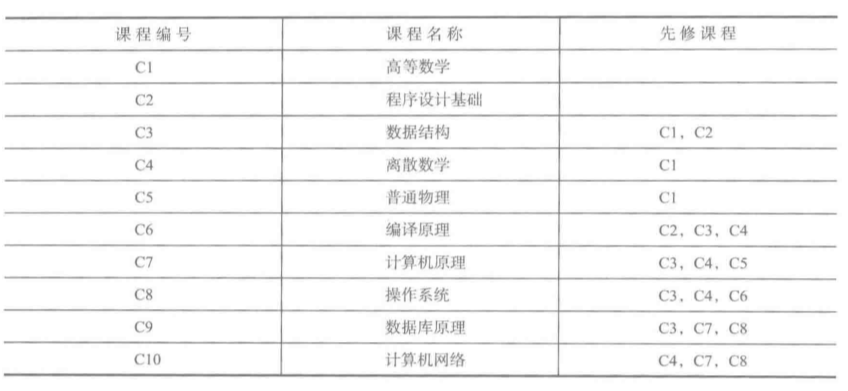 课程编号 课程名称 先修课程
C1 高等数学
C2 程序设计基础
C3 数据结构 C1，C2
C4 离散数学 C1
C5 普通物理 C1
C6 编译原理 C2，C3，C4
C7 计算机原理 C3，C4，C5
C8 操作系统 C3，C4，C6
C9 数据库原理 C3，C7，C8
C10 计算机网络 C4，C7，C8